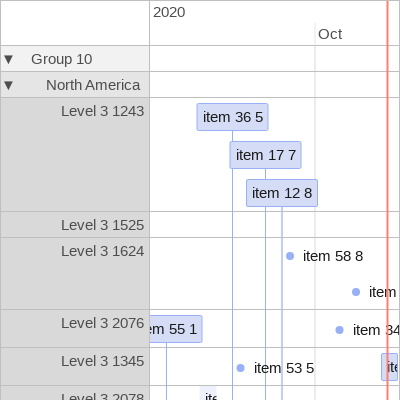 2020
Oct
▼ Group 10
▼ North America
Level 3 1243
item 36 5
item 17 7
item 12 8
Level 3 1525
Level 3 1624
item 58 8
item
Level 3 2076
em 55 1
item 34
Level 3 1345
item 53 5
ite
Level 3 2078
ite